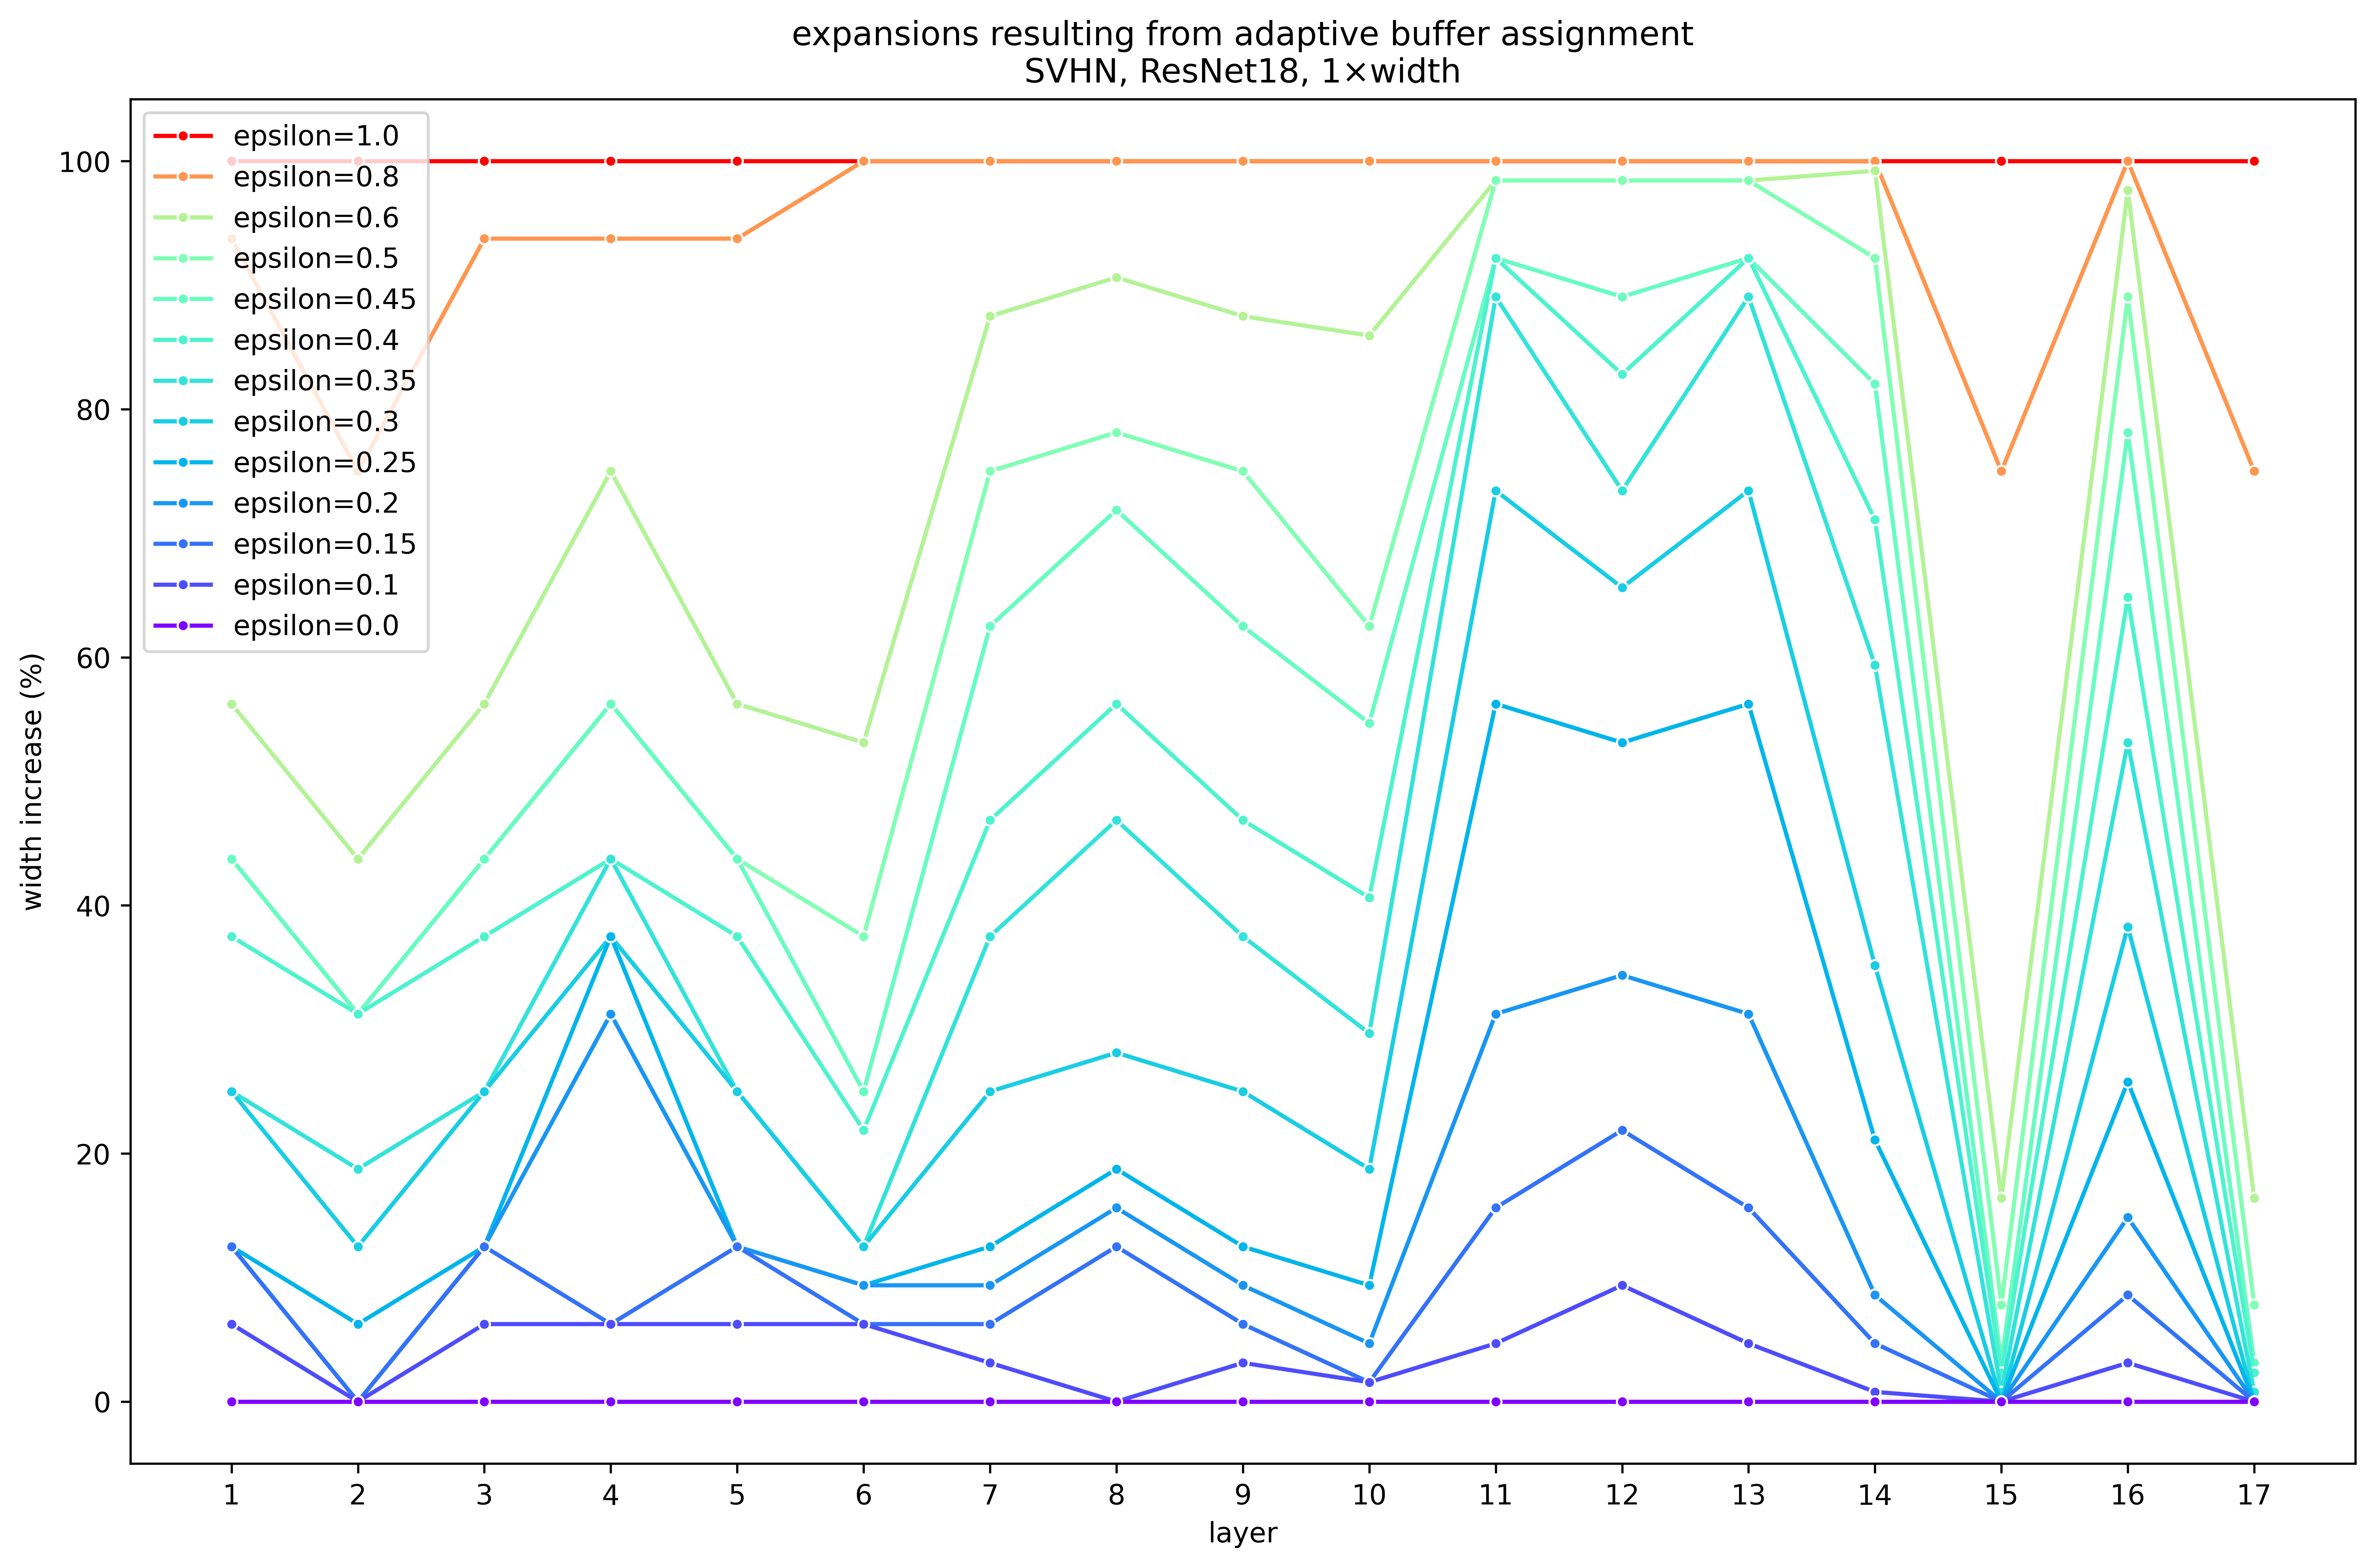 expansions resulting from adaptive buffer assignment
SVHN, ResNet18, 1×width
epsilon=1.0
epsilon=0.8
epsilon=0.6
epsilon=0.5
epsilon=0.45
epsilon=0.4
epsilon=0.35
epsilon=0.3
epsilon=0.25
epsilon=0.2
epsilon=0.15
epsilon=0.1
epsilon=0.0
width increase (%)
100
80
60
40
20
0
1 2 3 4 5 6 7 8 9 10 11 12 13 14 15 16 17
layer